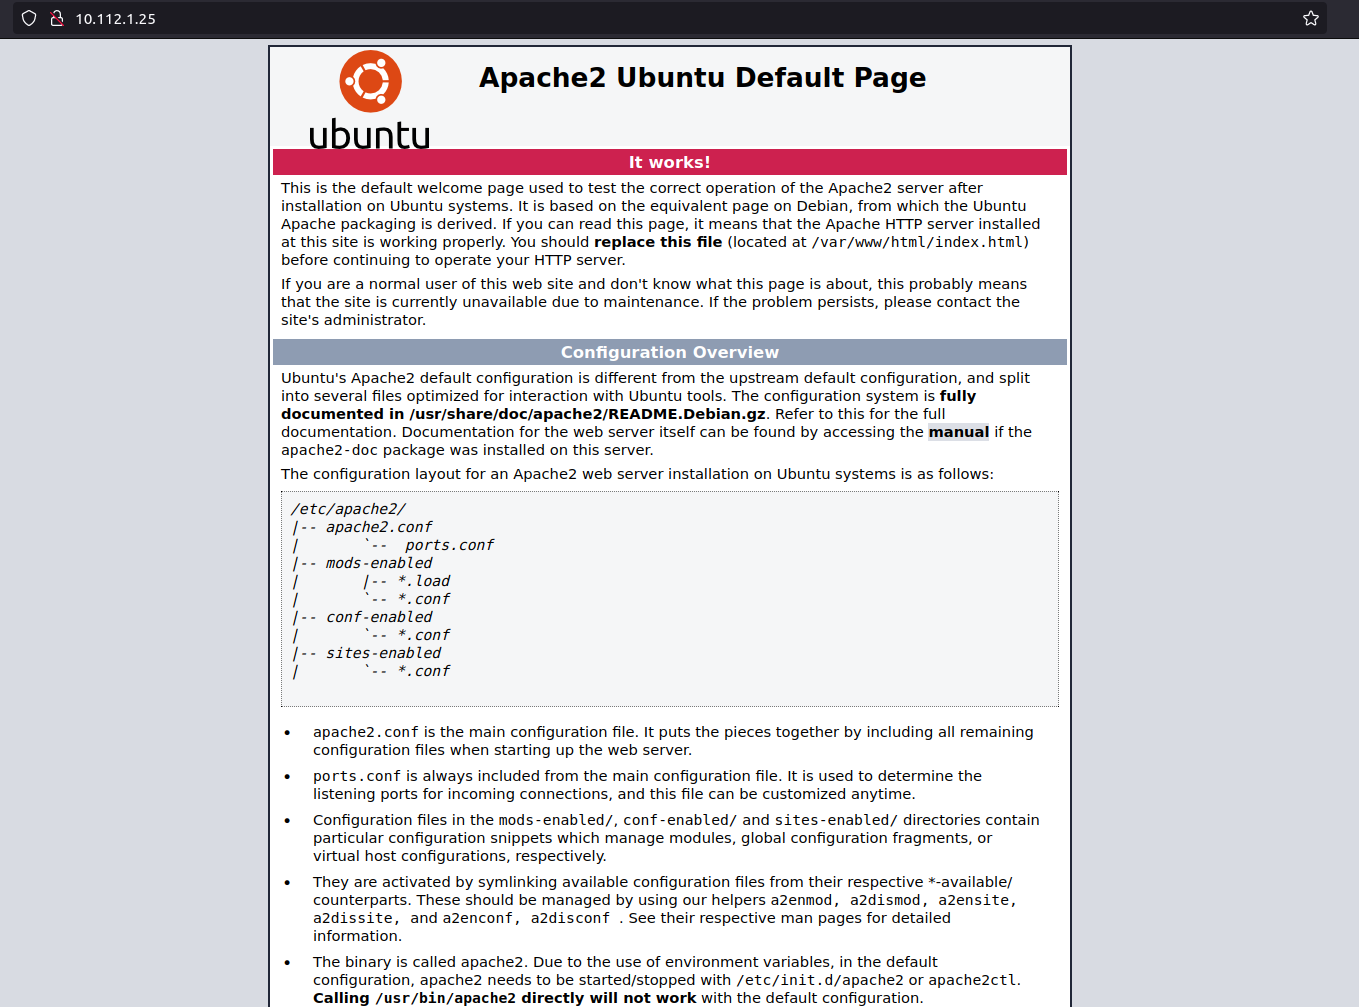 10.112.1.25
Apache2 Ubuntu Default Page
ubuntu
It works!
This is the default welcome page used to test the correct operation of the Apache2 server after
installation on Ubuntu systems. It is based on the equivalent page on Debian, from which the Ubuntu
Apache packaging is derived. If you can read this page, it means that the Apache HTTP server installed
at this site is working properly. You should replace this file (located at /var/www/html/index.html)
before continuing to operate your HTTP server.
If you are a normal user of this web site and don't know what this page is about, this probably means
that the site is currently unavailable due to maintenance. If the problem persists, please contact the
site's administrator.
Configuration Overview
Ubuntu's Apache2 default configuration is different from the upstream default configuration, and split
into several files optimized for interaction with Ubuntu tools. The configuration system is fully
documented in /usr/share/doc/apache2/README.Debian.gz. Refer to this for the full
documentation. Documentation for the web server itself can be found by accessing the manual if the
apache2-doc package was installed on this server.
The configuration layout for an Apache2 web server installation on Ubuntu systems is as follows:
/etc/apache2/
|-- apache2.conf
|       `--  ports.conf
|-- mods-enabled
|       |-- *.load
|       `-- *.conf
|-- conf-enabled
|       `-- *.conf
|-- sites-enabled
|       `-- *.conf
• apache2.conf is the main configuration file. It puts the pieces together by including all remaining
configuration files when starting up the web server.
• ports.conf is always included from the main configuration file. It is used to determine the
listening ports for incoming connections, and this file can be customized anytime.
• Configuration files in the mods-enabled/, conf-enabled/ and sites-enabled/ directories contain
particular configuration snippets which manage modules, global configuration fragments, or
virtual host configurations, respectively.
• They are activated by symlinking available configuration files from their respective *-available/
counterparts. These should be managed by using our helpers a2enmod, a2dismod, a2ensite,
a2dissite, and a2enconf, a2disconf . See their respective man pages for detailed
information.
• The binary is called apache2. Due to the use of environment variables, in the default
configuration, apache2 needs to be started/stopped with /etc/init.d/apache2 or apache2ctl.
Calling /usr/bin/apache2 directly will not work with the default configuration.